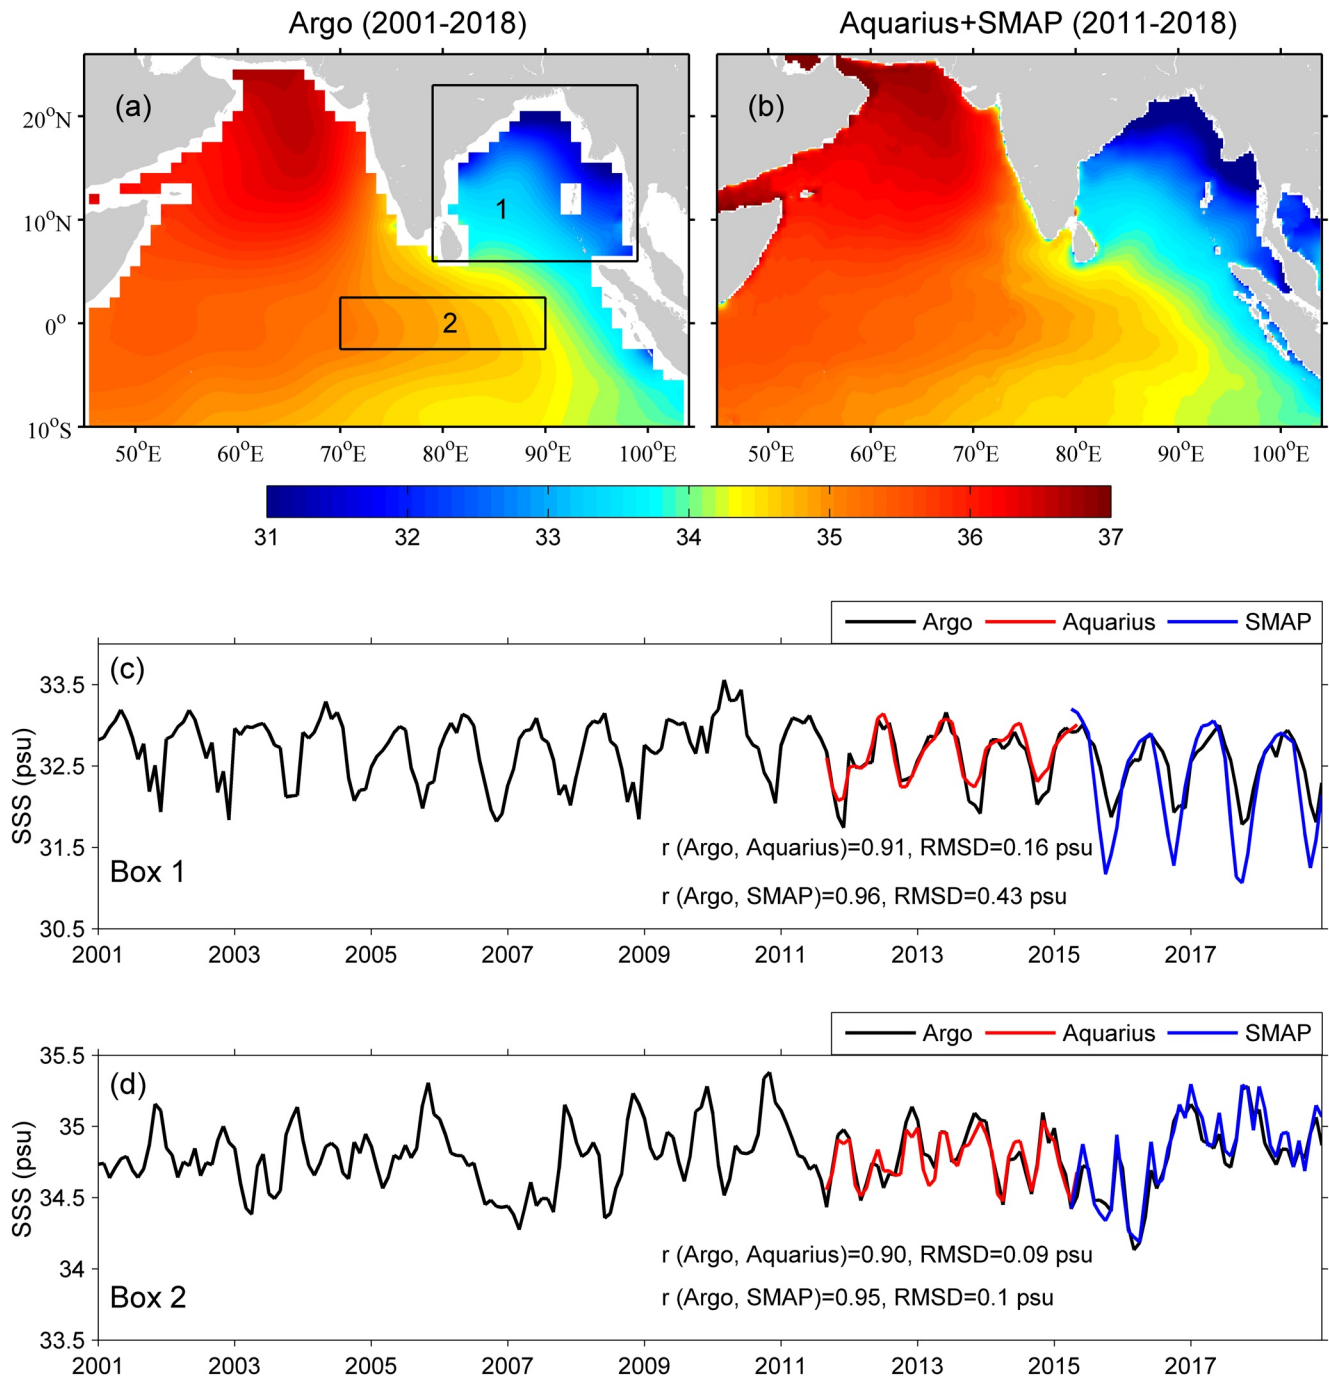 Argo (2001-2018)
Aquarius+SMAP (2011-2018)
(a)
(b)
20°N
10°N
0°
10°S
1
2
50°E 60°E 70°E 80°E 90°E 100°E
50°E 60°E 70°E 80°E 90°E 100°E
31 32 33 34 35 36 37
Argo Aquarius SMAP
(c)
SSS (psu)
33.5
32.5
31.5
30.5
r (Argo, Aquarius)=0.91, RMSD=0.16 psu
Box 1
r (Argo, SMAP)=0.96, RMSD=0.43 psu
2001 2003 2005 2007 2009 2011 2013 2015 2017
Argo Aquarius SMAP
(d)
SSS (psu)
35.5
35
34.5
34
33.5
r (Argo, Aquarius)=0.90, RMSD=0.09 psu
Box 2
r (Argo, SMAP)=0.95, RMSD=0.1 psu
2001 2003 2005 2007 2009 2011 2013 2015 2017